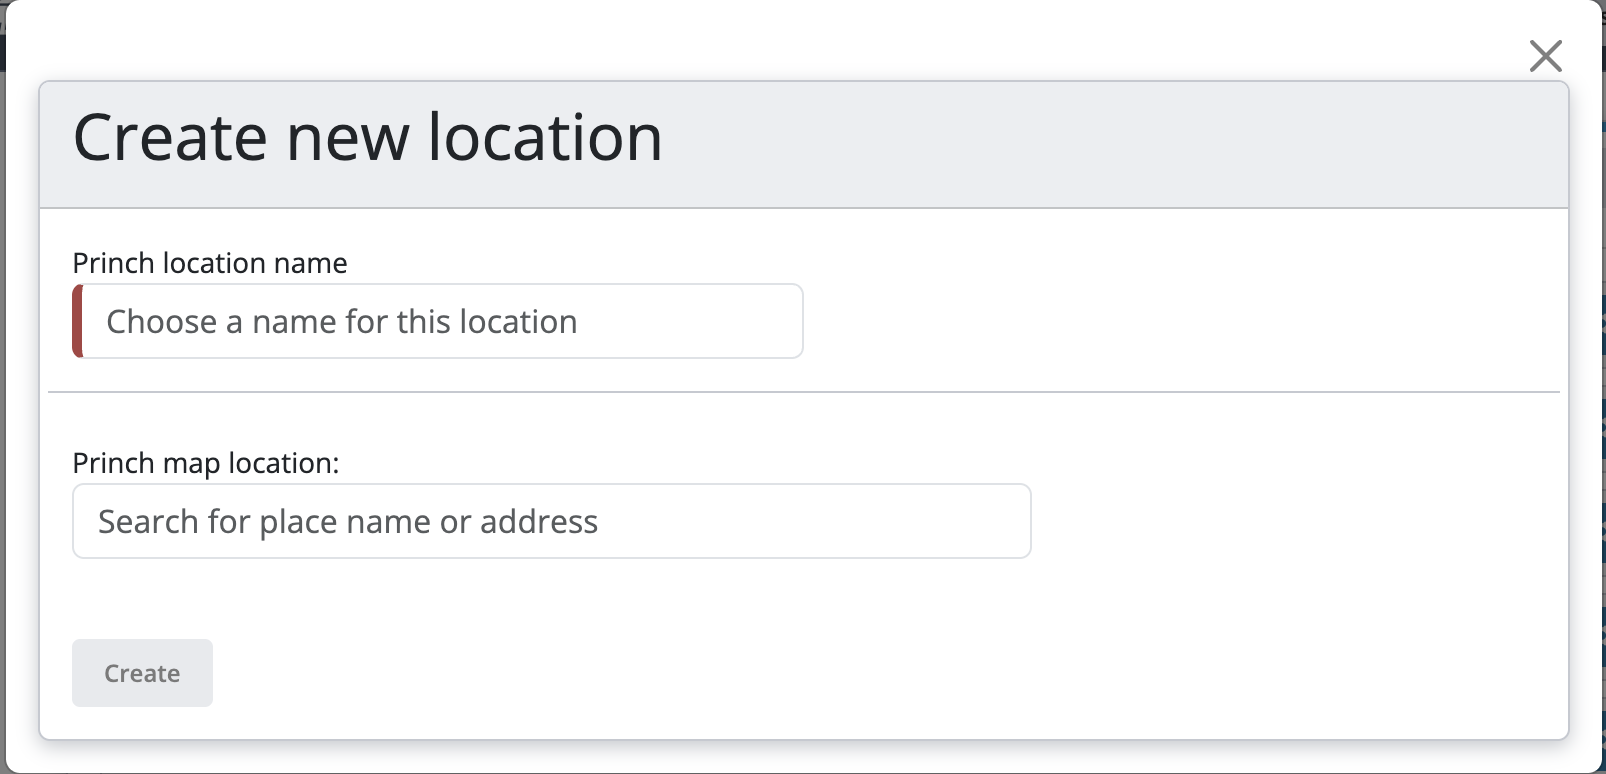 Create new location
Princh location name
Choose a name for this location
Princh map location:
Search for place name or address
Create